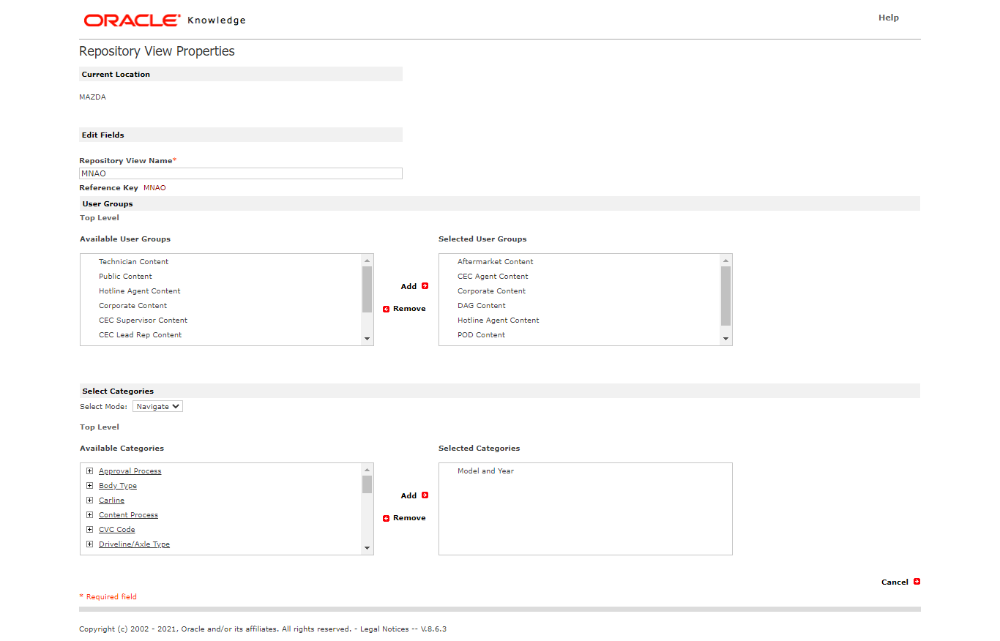 ORACLE Knowledge
Help
Repository View Properties
Current Location
MAZDA
Edit Fields
Repository View Name*
MNAO
Reference Key MNAO
User Groups
Top Level
Available User Groups
Technician Content
Public Content
Hotline Agent Content
Corporate Content
CEC Supervisor Content
CEC Lead Rep Content
Add
Remove
Selected User Groups
Aftermarket Content
CEC Agent Content
Corporate Content
DAG Content
Hotline Agent Content
POD Content
Select Categories
Select Mode: Navigate
Top Level
Available Categories
Approval Process
Body Type
Carline
Content Process
CVC Code
Driveline/Axle Type
Add
Remove
Selected Categories
Model and Year
Cancel
* Required field
Copyright (c) 2002 - 2021, Oracle and/or its affiliates. All rights reserved. - Legal Notices -- V.8.6.3